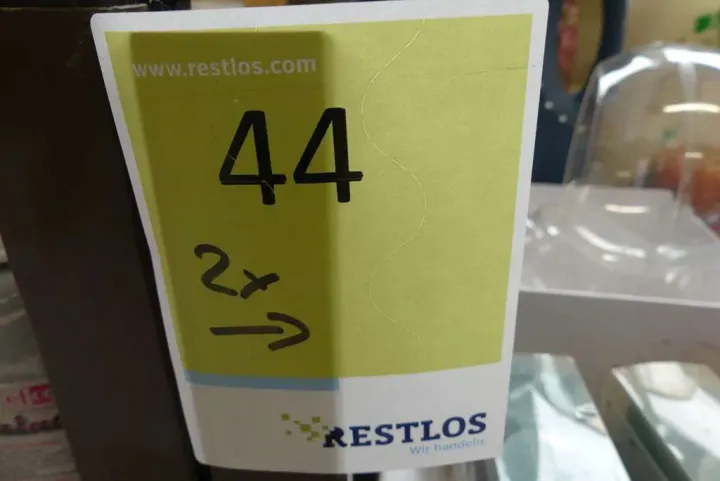 www.restlos.com
44
2x
→
RESTLOS
Wir handeln.